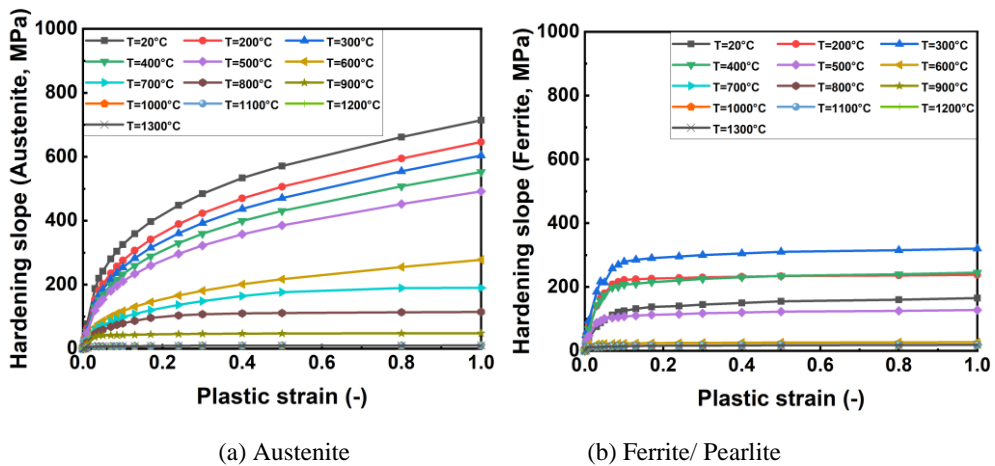 Hardening slope (Austenite, MPa)
1000
800
600
400
200
0
T=20°C T=200°C T=300°C
T=400°C T=500°C T=600°C
T=700°C T=800°C T=900°C
T=1000°C T=1100°C T=1200°C
T=1300°C
0.0 0.2 0.4 0.6 0.8 1.0
Plastic strain (-)
(a) Austenite
Hardening slope (Ferrite, MPa)
1000
800
600
400
200
0
T=20°C T=200°C T=300°C
T=400°C T=500°C T=600°C
T=700°C T=800°C T=900°C
T=1000°C T=1100°C T=1200°C
T=1300°C
0.0 0.2 0.4 0.6 0.8 1.0
Plastic strain (-)
(b) Ferrite/ Pearlite